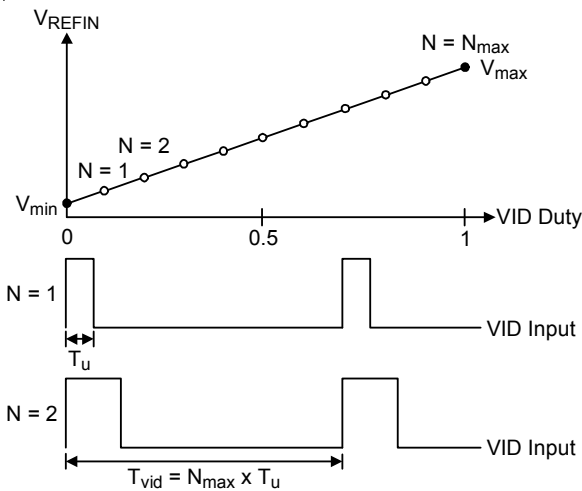 VREFIN
N = Nmax
Vmax
N = 2
N = 1
Vmin
VID Duty
0
0.5
1
N = 1
VID Input
Tu
N = 2
VID Input
Tvid = Nmax x Tu